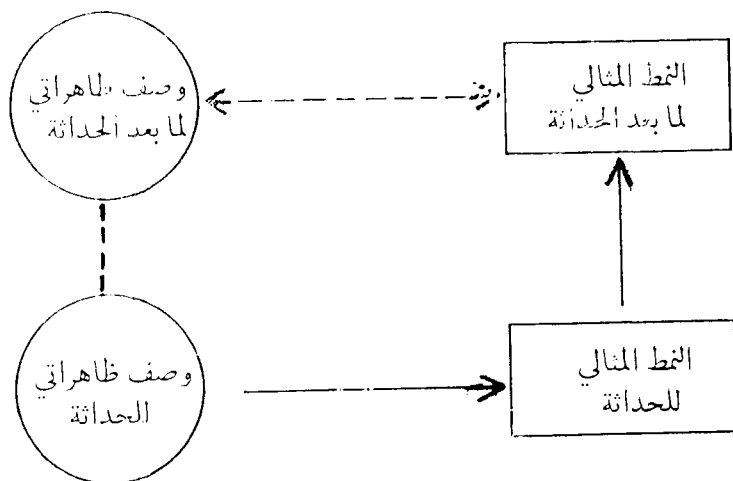 النمط المثالي
لما بعد الحداثة
وصف ظاهراتي
لما بعد الحداثة
النمط المثالي
للحداثة
وصف ظاهراتي
الحداثة